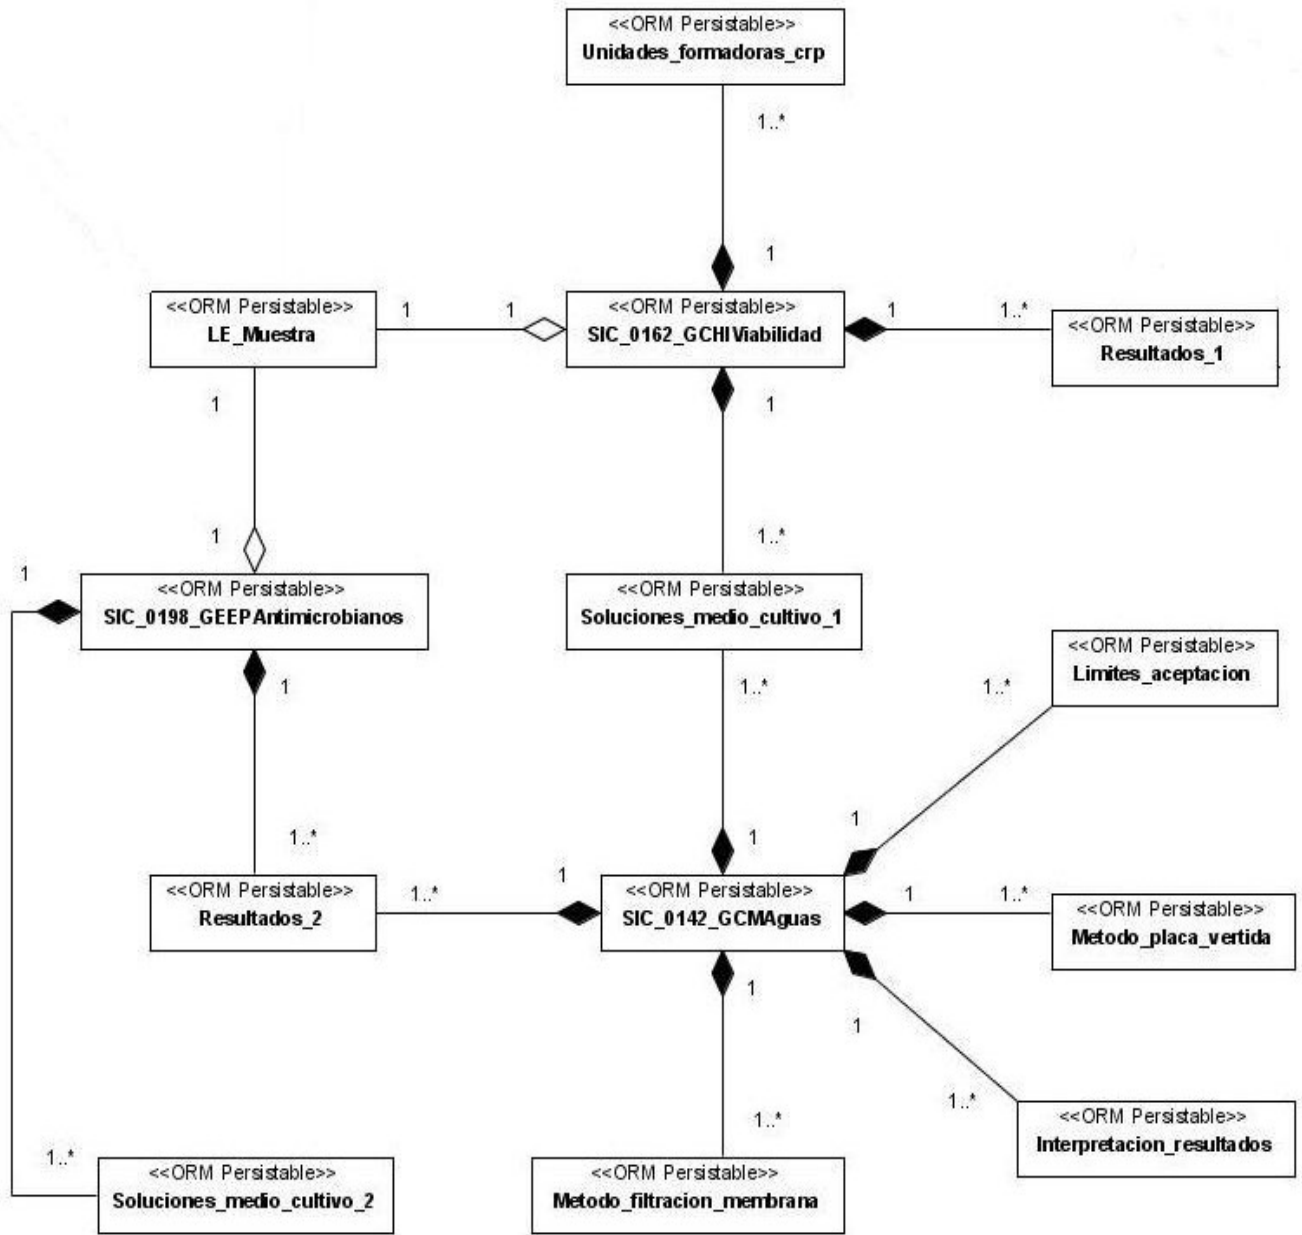 <<ORM Persistable>>
Unidades_formadoras_crp
1..*
1
<<ORM Persistable>>
LE_Muestra
1
1
<<ORM Persistable>>
SIC_0162_GCHIViabilidad
1
1..*
<<ORM Persistable>>
Resultados_1
1
1
1
1..*
1
<<ORM Persistable>>
SIC_0198_GEEPAntimicrobianos
<<ORM Persistable>>
Soluciones_medio_cultivo_1
<<ORM Persistable>>
Limites_aceptacion
1
1..*
1..*
1..*
1
1
1
1..*
<<ORM Persistable>>
Resultados_2
<<ORM Persistable>>
SIC_0142_GCMAguas
1
1..*
<<ORM Persistable>>
Metodo_placa_vertida
1
1
1..*
1..*
<<ORM Persistable>>
Interpretacion_resultados
1..*
<<ORM Persistable>>
Soluciones_medio_cultivo_2
<<ORM Persistable>>
Metodo_filtracion_membrana